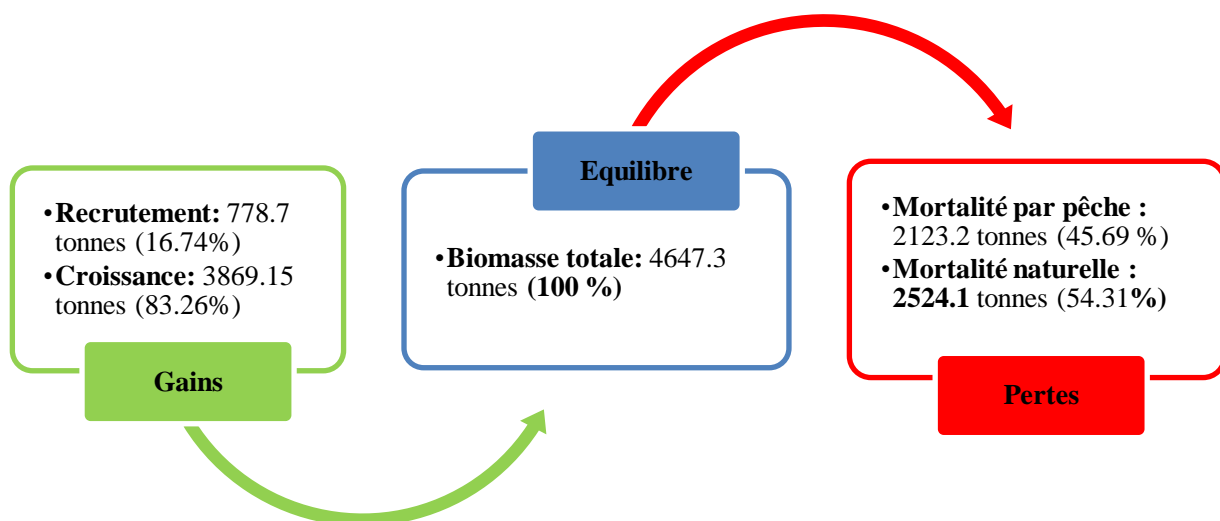 •Recrutement: 778.7
tonnes (16.74%)
•Croissance: 3869.15
tonnes (83.26%)
Gains
Equilibre
•Biomasse totale: 4647.3
tonnes (100 %)
•Mortalité par pêche :
2123.2 tonnes (45.69 %)
•Mortalité naturelle :
2524.1 tonnes (54.31%)
Pertes